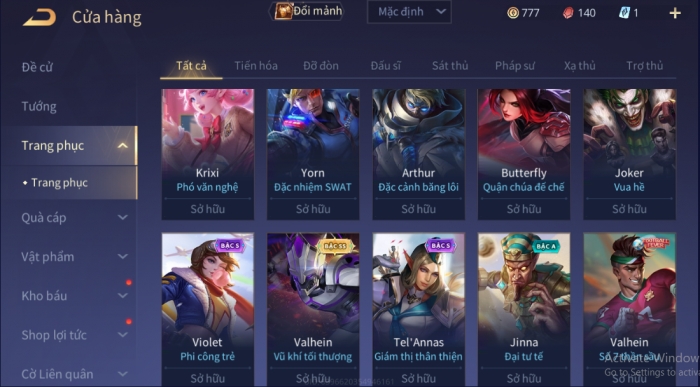 Cửa hàng
Đổi mảnh
Mặc định
777
140
1
Đề cử
Tướng
Trang phục
• Trang phục
Quà cáp
Vật phẩm
Kho báu
Shop lợi tức
Cờ Liên quân
Tất cả
Tiến hóa
Đỡ đòn
Đấu sĩ
Sát thủ
Pháp sư
Xạ thủ
Trợ thủ
Krixi
Phó văn nghệ
Sở hữu
Yorn
Đặc nhiệm SWAT
Sở hữu
Arthur
Đặc cảnh băng lôi
Sở hữu
Butterfly
Quận chúa đế chế
Sở hữu
Joker
Vua hề
Sở hữu
BẬC S
Violet
Phi công trẻ
Sở hữu
BẬC SS
Valhein
Vũ khí tối thượng
Sở hữu
BẬC S
Tel'Annas
Giám thị thân thiện
Sở hữu
BẬC A
Jinna
Đại tư tế
Sở hữu
Valhein
Số 7 thần sầu
Sở hữu
Activate Window
Go to Settings to activ